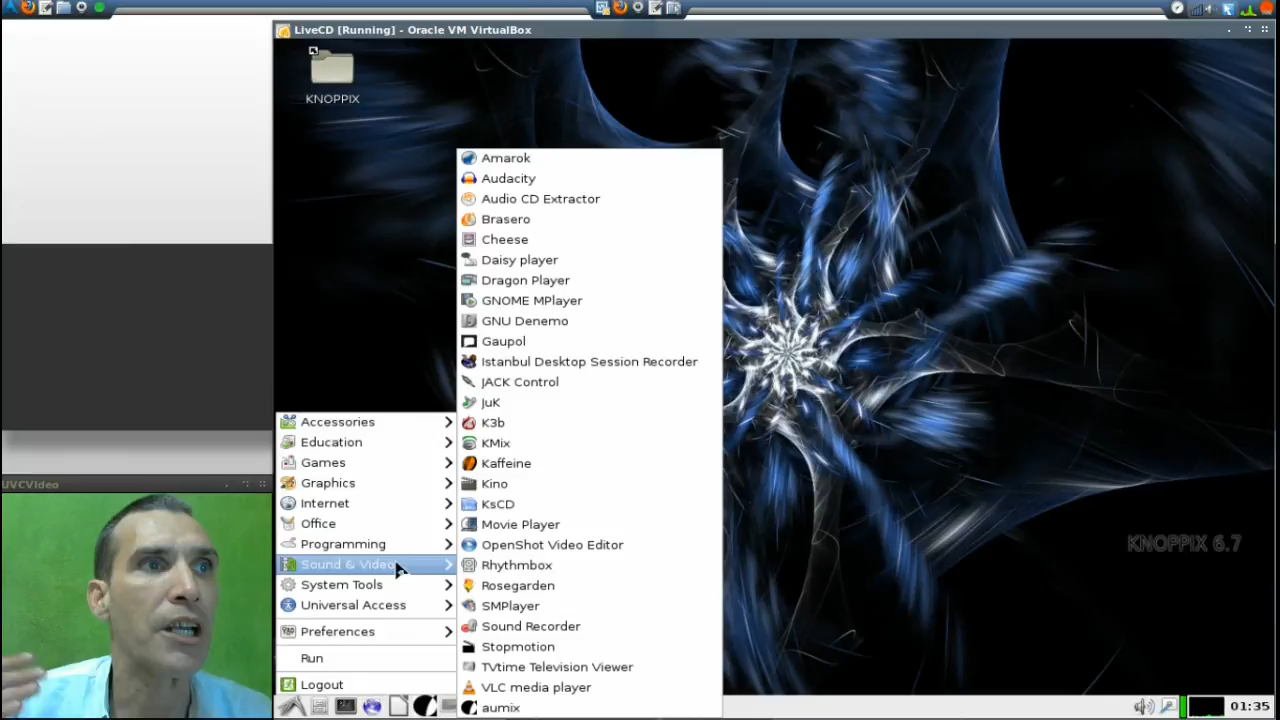 LiveCD [Running] - Oracle VM VirtualBox
KNOPPIX
Amarok
Audacity
Audio CD Extractor
Brasero
Cheese
Daisy player
Dragon Player
GNOME MPlayer
GNU Denemo
Gaupol
Istanbul Desktop Session Recorder
JACK Control
JuK
K3b
KMix
Kaffeine
Kino
KsCD
Movie Player
OpenShot Video Editor
Rhythmbox
Rosegarden
SMPlayer
Sound Recorder
Stopmotion
TVtime Television Viewer
VLC media player
aumix
Accessories
Education
Games
Graphics
Internet
Office
Programming
Sound & Video
System Tools
Universal Access
Preferences
Run
Logout
UVCVideo
KNOPPIX 6.7
01:35